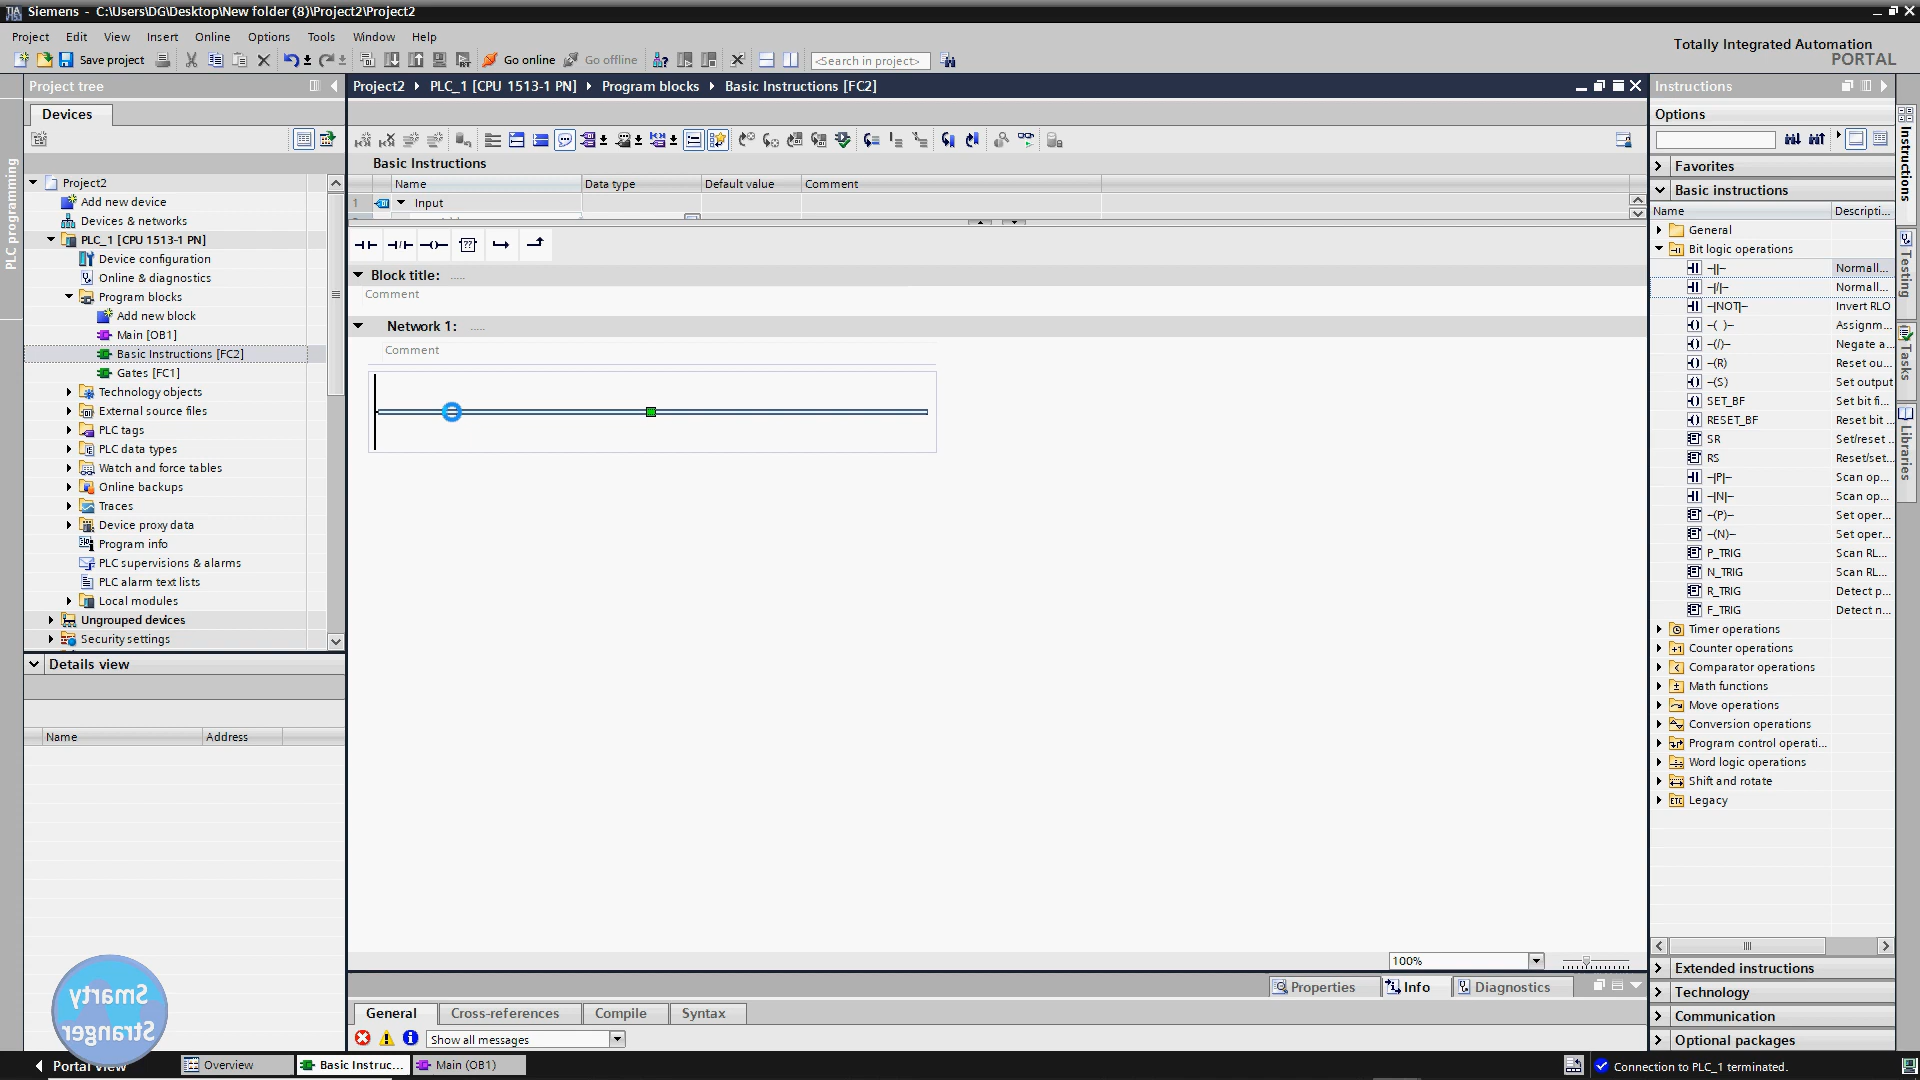 Siemens - C:\Users\DG\Desktop\New folder (8)\Project2\Project2
Project Edit View Insert Online Options Tools Window Help
Totally Integrated Automation
PORTAL
Save project
Go online
Go offline
<Search in project>
Project tree
Devices
PLC programming
Project2
Add new device
Devices & networks
PLC_1 [CPU 1513-1 PN]
Device configuration
Online & diagnostics
Program blocks
Add new block
Main [OB1]
Basic Instructions [FC2]
Gates [FC1]
Technology objects
External source files
PLC tags
PLC data types
Watch and force tables
Online backups
Traces
Device proxy data
Program info
PLC supervisions & alarms
PLC alarm text lists
Local modules
Ungrouped devices
Security settings
Details view
Name Address
Project2 PLC_1 [CPU 1513-1 PN] Program blocks Basic Instructions [FC2]
Basic Instructions
Name Data type Default value Comment
1 Input
??
Block title: .....
Comment
Network 1: .....
Comment
100%
Properties Info Diagnostics
General Cross-references Compile Syntax
Show all messages
Instructions
Options
Favorites
Basic instructions
Name Descripti...
General
Bit logic operations
-||- Normall...
-|/|- Normall...
-|NOT|- Invert RLO
-( )- Assignm...
-(/)- Negate a...
-(R) Reset ou...
-(S) Set output
SET_BF Set bit fi...
RESET_BF Reset bit ...
SR Set/reset ...
RS Reset/set...
-|P|- Scan op...
-|N|- Scan op...
-(P)- Set oper...
-(N)- Set oper...
P_TRIG Scan RL...
N_TRIG Scan RL...
R_TRIG Detect p...
F_TRIG Detect n...
Timer operations
Counter operations
Comparator operations
Math functions
Move operations
Conversion operations
Program control operati...
Word logic operations
Shift and rotate
Legacy
Extended instructions
Technology
Communication
Optional packages
Instructions
Testing
Tasks
Libraries
Smarty
Stranger
Portal view Overview Basic Instruc... Main (OB1)
Connection to PLC_1 terminated.